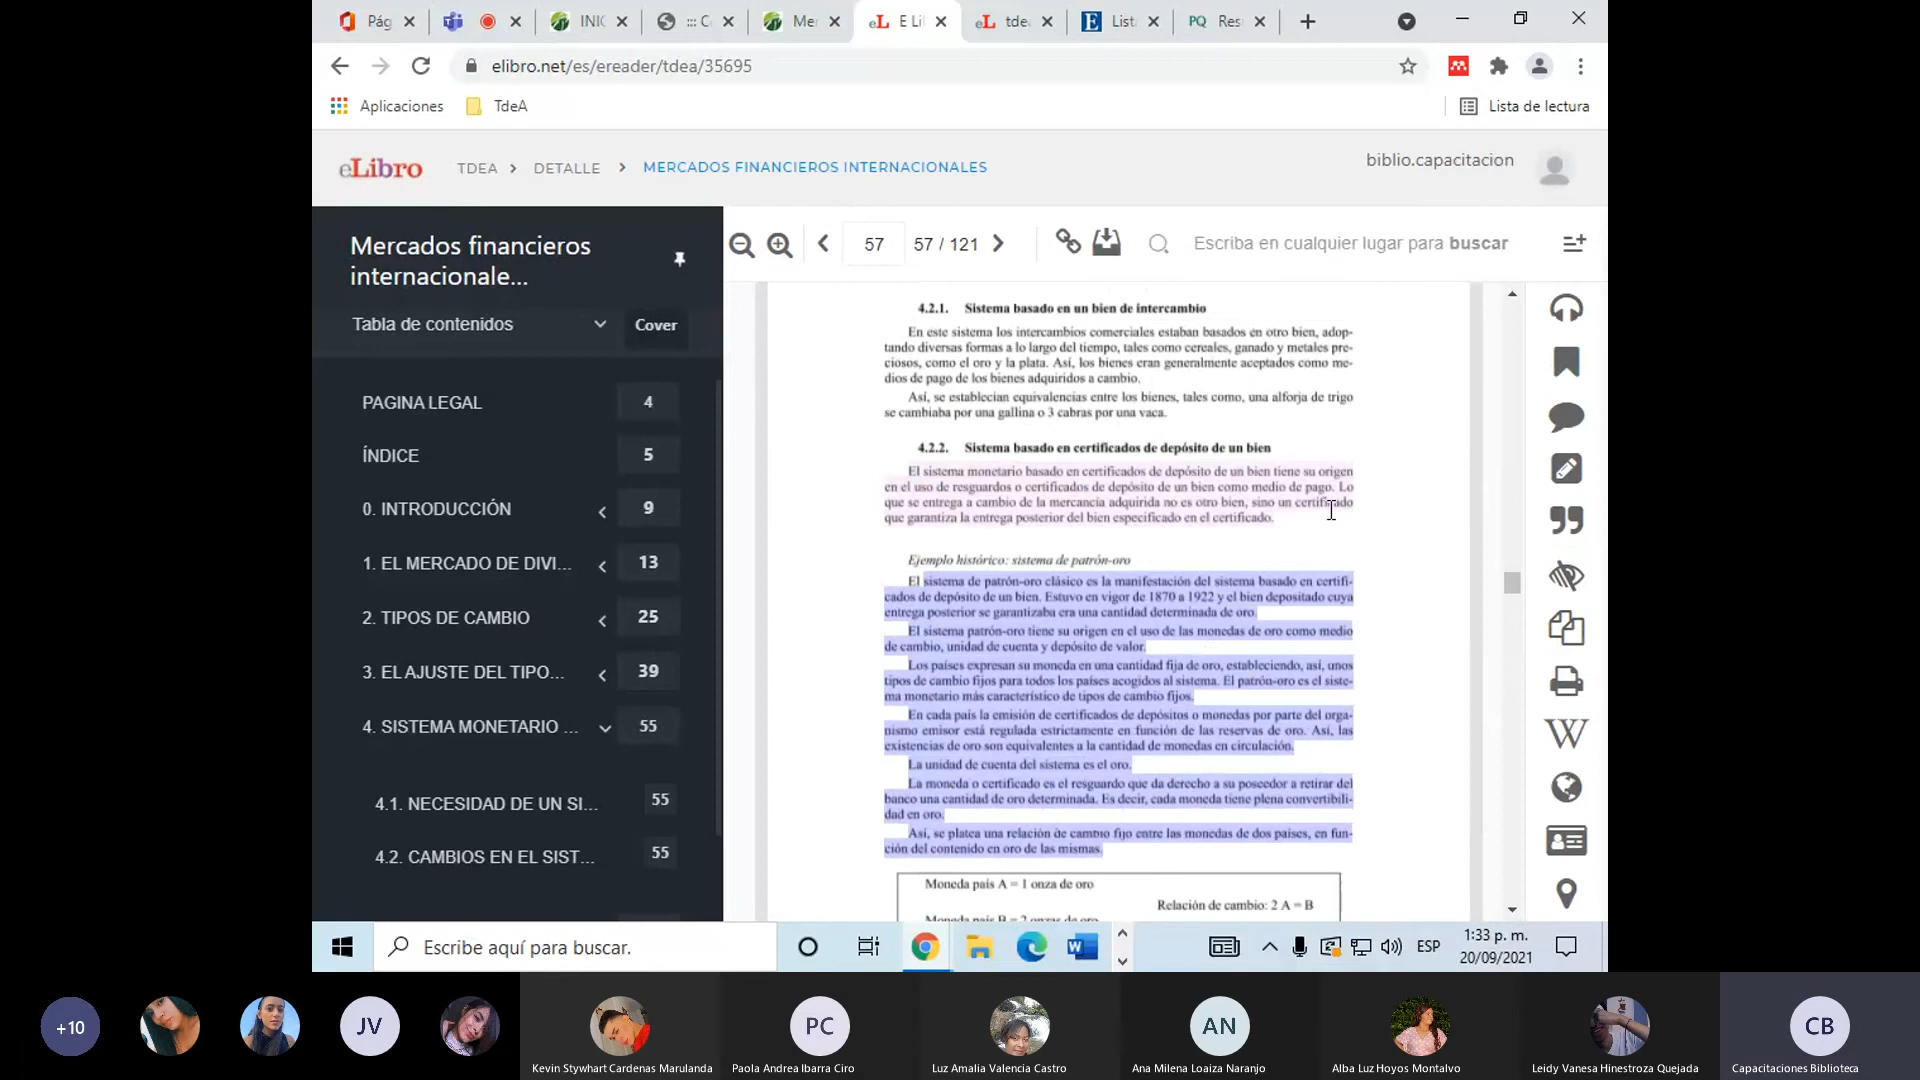 Pág
INIC
::: C
Mer
eL E Li
eL tde
E List
PQ Res
elibro.net/es/ereader/tdea/35695
Aplicaciones
TdeA
Lista de lectura
eLibro
TDEA
DETALLE
MERCADOS FINANCIEROS INTERNACIONALES
biblio.capacitacion
Mercados financieros
internacionale...
57
57 / 121
Escriba en cualquier lugar para buscar
Tabla de contenidos
Cover
PAGINA LEGAL 4
ÍNDICE 5
0. INTRODUCCIÓN 9
1. EL MERCADO DE DIVI... 13
2. TIPOS DE CAMBIO 25
3. EL AJUSTE DEL TIPO... 39
4. SISTEMA MONETARIO ... 55
4.1. NECESIDAD DE UN SI... 55
4.2. CAMBIOS EN EL SIST... 55
4.2.1. Sistema basado en un bien de intercambio
En este sistema los intercambios comerciales estaban basados en otro bien, adop-
tando diversas formas a lo largo del tiempo, tales como cereales, ganado y metales pre-
ciosos, como el oro y la plata. Así, los bienes eran generalmente aceptados como me-
dios de pago de los bienes adquiridos a cambio.
Así, se establecían equivalencias entre los bienes, tales como, una alforja de trigo
se cambiaba por una gallina o 3 cabras por una vaca.
4.2.2. Sistema basado en certificados de depósito de un bien
El sistema monetario basado en certificados de depósito de un bien tiene su origen
en el uso de resguardos o certificados de depósito de un bien como medio de pago. Lo
que se entrega a cambio de la mercancía adquirida no es otro bien, sino un certificado
que garantiza la entrega posterior del bien especificado en el certificado.
Ejemplo histórico: sistema de patrón-oro
El sistema de patrón-oro clásico es la manifestación del sistema basado en certifi-
cados de depósito de un bien. Estuvo en vigor de 1870 a 1922 y el bien depositado cuya
entrega posterior se garantizaba era una cantidad determinada de oro.
El sistema patrón-oro tiene su origen en el uso de las monedas de oro como medio
de cambio, unidad de cuenta y depósito de valor.
Los países expresan su moneda en una cantidad fija de oro, estableciendo, así, unos
tipos de cambio fijos para todos los países acogidos al sistema. El patrón-oro es el siste-
ma monetario más característico de tipos de cambio fijos.
En cada país la emisión de certificados de depósitos o monedas por parte del orga-
nismo emisor está regulada estrictamente en función de las reservas de oro. Así, las
existencias de oro son equivalentes a la cantidad de monedas en circulación.
La unidad de cuenta del sistema es el oro.
La moneda o certificado es el resguardo que da derecho a su poseedor a retirar del
banco una cantidad de oro determinada. Es decir, cada moneda tiene plena convertibili-
dad en oro.
Así, se platea una relación de cambio fijo entre las monedas de dos países, en fun-
ción del contenido en oro de las mismas.
Moneda país A = 1 onza de oro
Relación de cambio: 2 A = B
Moneda país B = 2 onzas de oro
W
Escribe aquí para buscar.
ESP
1:33 p. m.
20/09/2021
+10
JV
PC
AN
CB
Kevin Stywhart Cardenas Marulanda
Paola Andrea Ibarra Ciro
Luz Amalia Valencia Castro
Ana Milena Loaiza Naranjo
Alba Luz Hoyos Montalvo
Leidy Vanesa Hinestroza Quejada
Capacitaciones Biblioteca